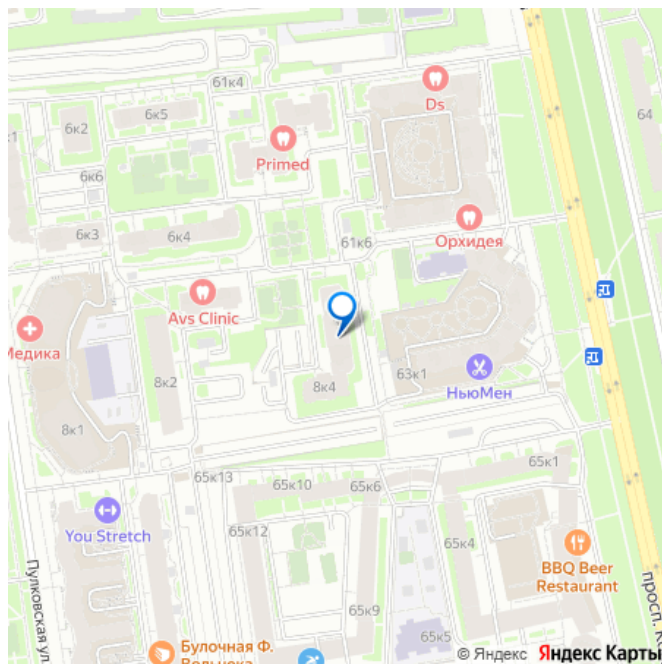 61к4
Ds
64
6к5
6к2
к1
Primed
6к6
6к3
6к4
61к6
Орхидея
Avs Clinic
Медика
8к2
8к4
63к1
НьюМен
8к1
65к13
65к10
65к6
65к1
You Stretch
65к12
65к4
BBQ Beer
Restaurant
Пулковская ул.
65к9
65к5
просп. К
Булочная Ф.
Вольчека
© Яндекс Яндекс Карты